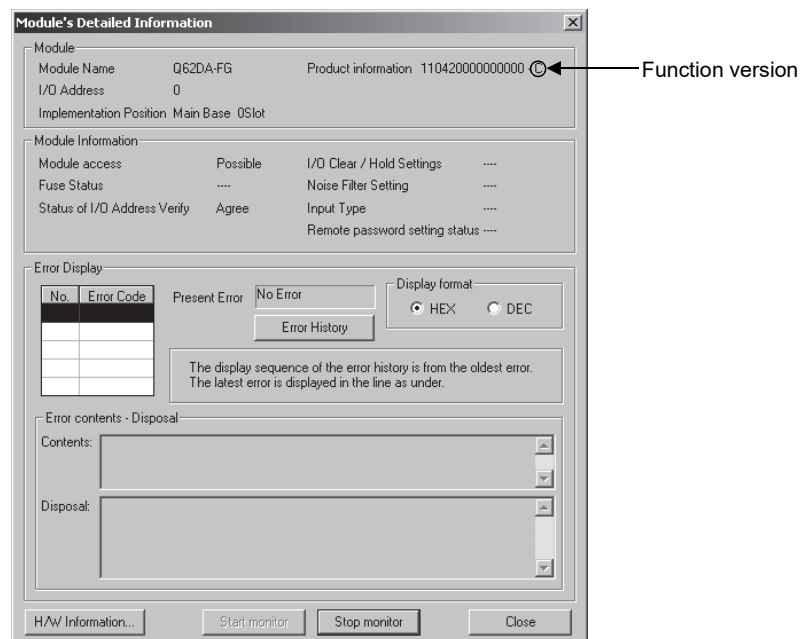 Module's Detailed Information
Module
Module Name Q62DA-FG Product information 110420000000000 - C
Function version
I/O Address 0
Implementation Position Main Base 0Slot
Module Information
Module access Possible I/O Clear / Hold Settings ----
Fuse Status ---- Noise Filter Setting ----
Status of I/O Address Verify Agree Input Type ----
Remote password setting status ----
Error Display
No. Error Code
Present Error No Error
Display format
HEX DEC
Error History
The display sequence of the error history is from the oldest error.
The latest error is displayed in the line as under.
Error contents - Disposal
Contents:
Disposal:
H/W Information... Start monitor Stop monitor Close